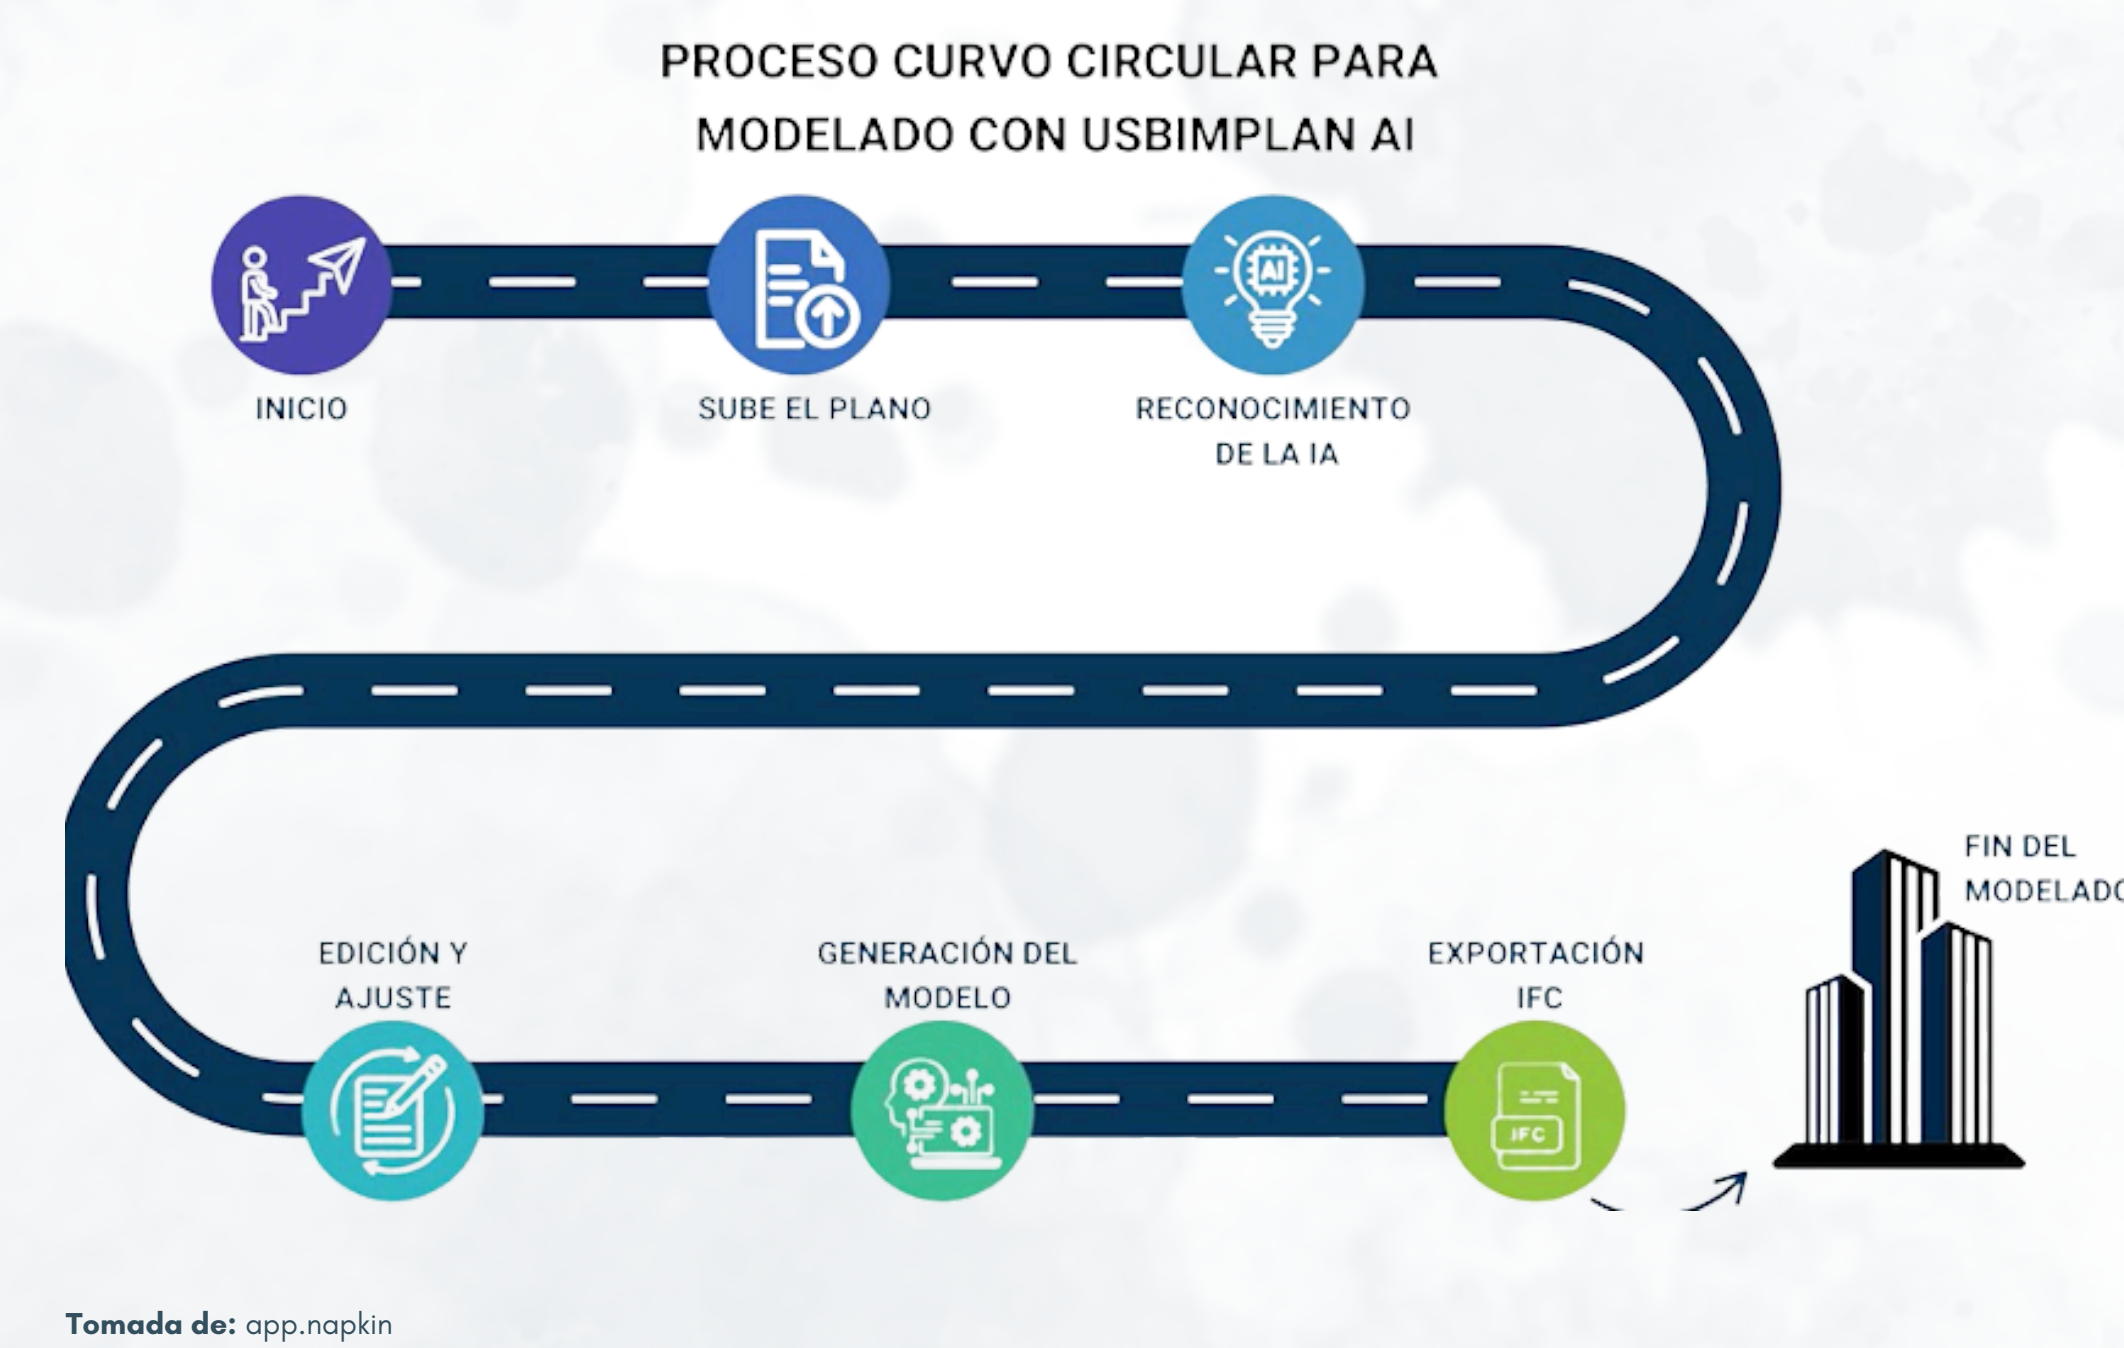 PROCESO CURVO CIRCULAR PARA
MODELADO CON USBIMPLAN AI
AI
INICIO
SUBE EL PLANO
RECONOCIMIENTO
DE LA IA
FIN DEL
MODELADO
EDICIÓN Y
AJUSTE
GENERACIÓN DEL
MODELO
EXPORTACIÓN
IFC
IFC
Tomada de: app.napkin